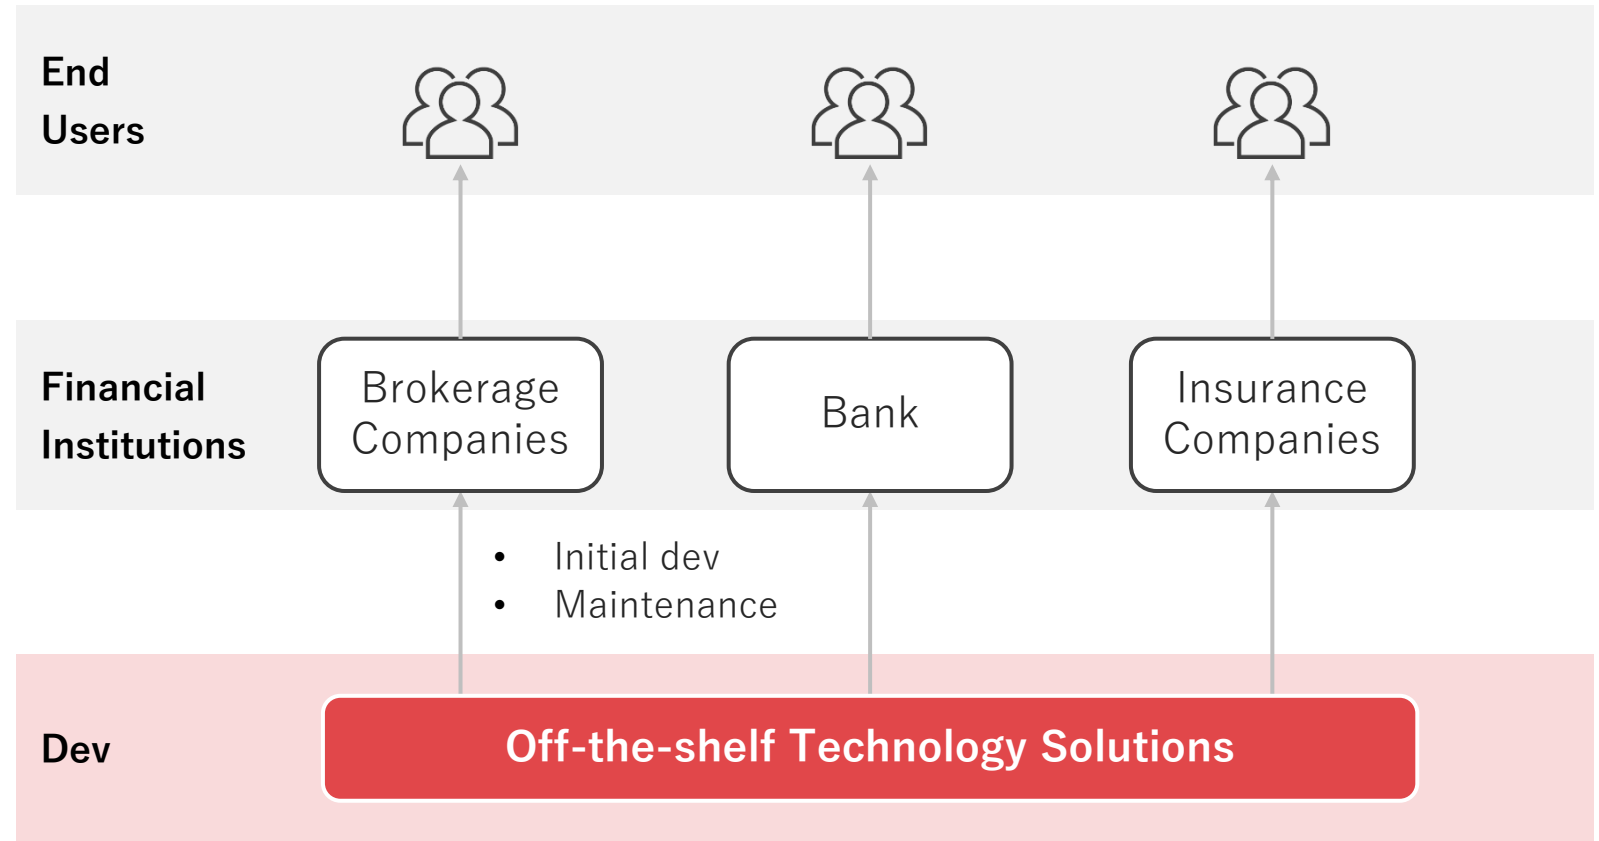 End
Users
Financial
Institutions
Brokerage
Companies
Bank
Insurance
Companies
• Initial dev
• Maintenance
Dev
Off-the-shelf Technology Solutions